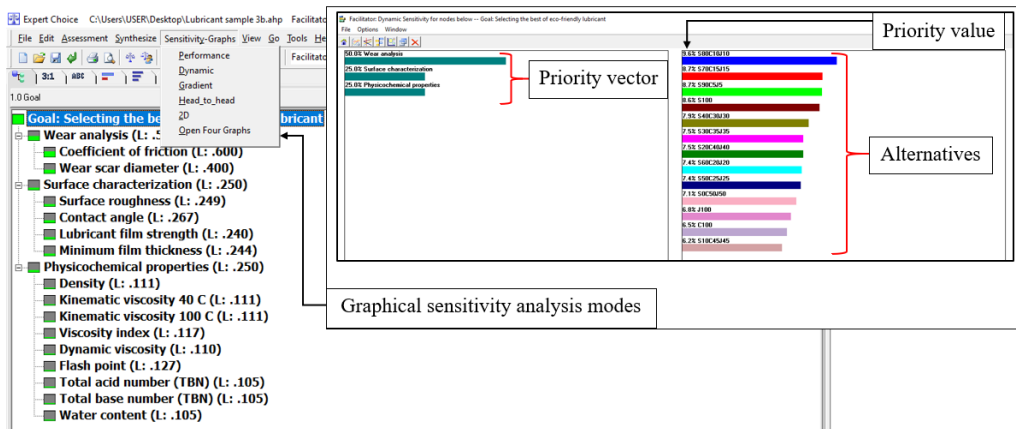 Expert Choice C:\Users\USER\Desktop\Lubricant sample 3b.ahp Facilitator
File Edit Assessment Synthesize Sensitivity-Graphs View Go Tools
Facilitator
3:1 ABC
1.0 Goal
Performance
Dynamic
Gradient
Head_to_head
2D
Open Four Graphs
Goal: Selecting the
Wear analysis (L:
Coefficient of friction (L: .600)
Wear scar diameter (L: .400)
Surface characterization (L: .250)
Surface roughness (L: .249)
Contact angle (L: .267)
Lubricant film strength (L: .240)
Minimum film thickness (L: .244)
Physicochemical properties (L: .250)
Density (L: .111)
Kinematic viscosity 40 C (L: .111)
Kinematic viscosity 100 C (L: .111)
Viscosity index (L: .117)
Dynamic viscosity (L: .110)
Flash point (L: .127)
Total acid number (TBN) (L: .105)
Total base number (TBN) (L: .105)
Water content (L: .105)
Facilitator: Dynamic Sensitivity for nodes below -- Goal: Selecting the best of eco-friendly lubricant
File Options Window
50.0% Wear analysis
25.0% Surface characterization
25.0% Physicochemical properties
Priority vector
Priority value
9.6% S80C10J10
8.7% S70C15J15
8.7% S90C5J5
8.6% S100
7.9% S40C30J30
7.5% S30C35J35
7.5% S20C40J40
7.4% S60C20J20
7.4% S50C25J25
7.1% S0C50J50
6.8% J100
6.5% C100
6.2% S10C45J45
Alternatives
Graphical sensitivity analysis modes